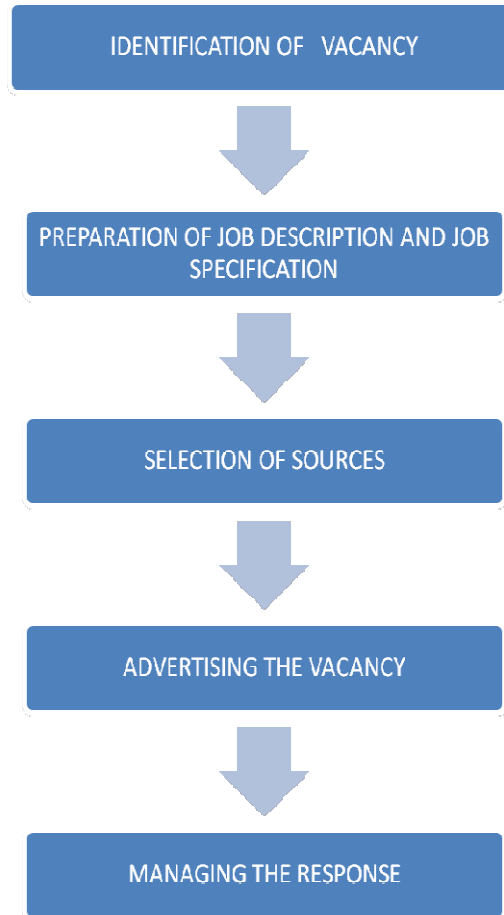 IDENTIFICATION OF VACANCY
PREPARATION OF JOB DESCRIPTION AND JOB
SPECIFICATION
SELECTION OF SOURCES
ADVERTISING THE VACANCY
MANAGING THE RESPONSE